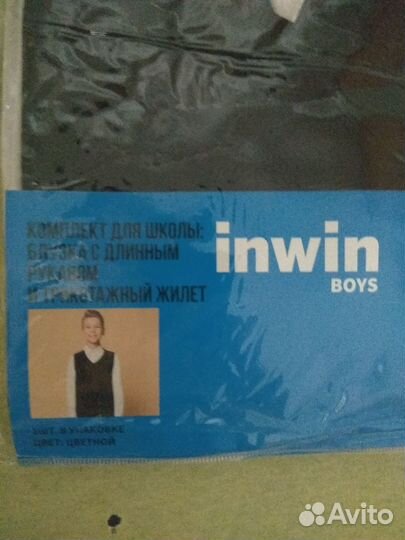 КОМПЛЕКТ ДЛЯ ШКОЛЫ:
БЛУЗКА С ДЛИННЫМ
РУКАВОМ
И ТРИКОТАЖНЫЙ ЖИЛЕТ
inwin
BOYS
ШТ. В УПАКОВКЕ
ЦВЕТ: ЦВЕТНОЙ
Avito